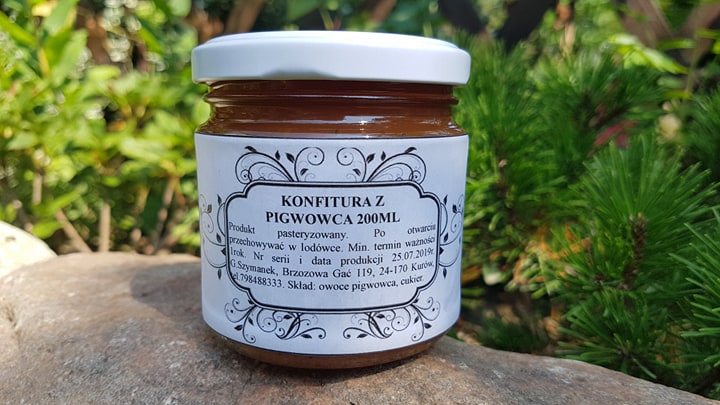 KONFITURA Z
PIGWOWCA 200ML
Produkt pasteryzowany. Po otwarciu
przechowywać w lodówce. Min. termin ważności
1rok. Nr serii i data produkcji 25.07.2019r.
G.Szymanek, Brzozowa Gać 119, 24-170 Kurów,
tel.798488333. Skład: owoce pigwowca, cukier.